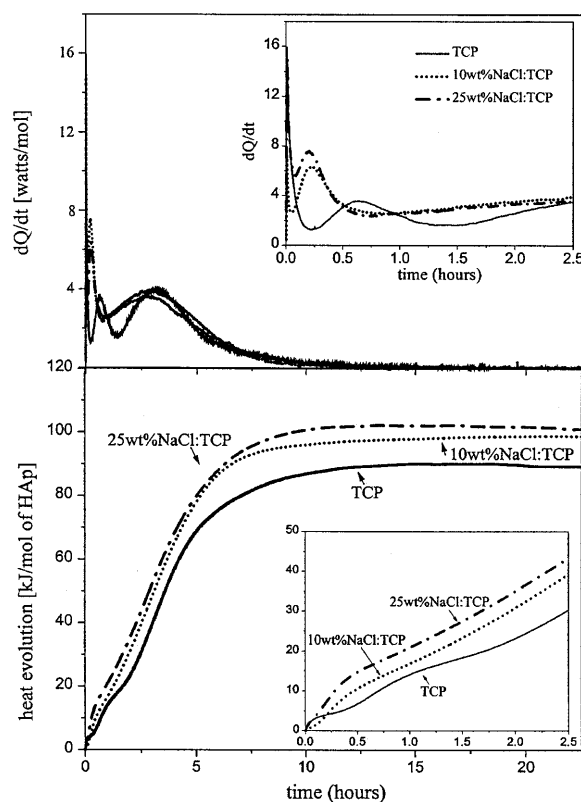 dQ/dt [watts/mol]
16
12
8
4
120
dQ/dt
16
12
8
4
0
TCP
10wt%NaCl:TCP
25wt%NaCl:TCP
0.0 0.5 1.0 1.5 2.0 2.5
time (hours)
heat evolution [kJ/mol of HAp]
100
80
60
40
20
0
25wt%NaCl:TCP
10wt%NaCl:TCP
TCP
50
40
30
20
10
0
25wt%NaCl:TCP
10wt%NaCl:TCP
TCP
0.0 0.5 1.0 1.5 2.0 2.5
0 5 10 15 20
time (hours)